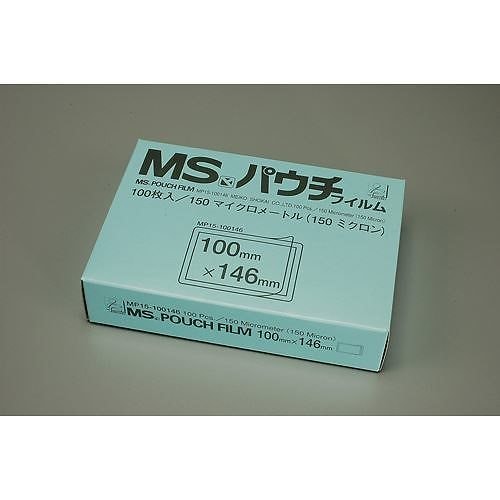 MS パウチフィルム
MS POUCH FILM MP15-100146 MEIKO SHOKAI CO.,LTD. 100 Pcs./150 Micrometer (150 Micron)
100枚入/150 マイクロメートル(150 ミクロン)
MP15-100146
100mm
×146mm
MP15-100146 100 Pcs./150 Micrometer (150 Micron)
MS POUCH FILM 100mm×146mm